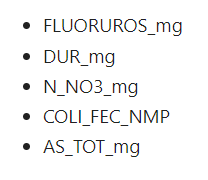 FLUORUROS_mg
DUR_mg
N_NO3_mg
COLI_FEC_NMP
AS_TOT_mg